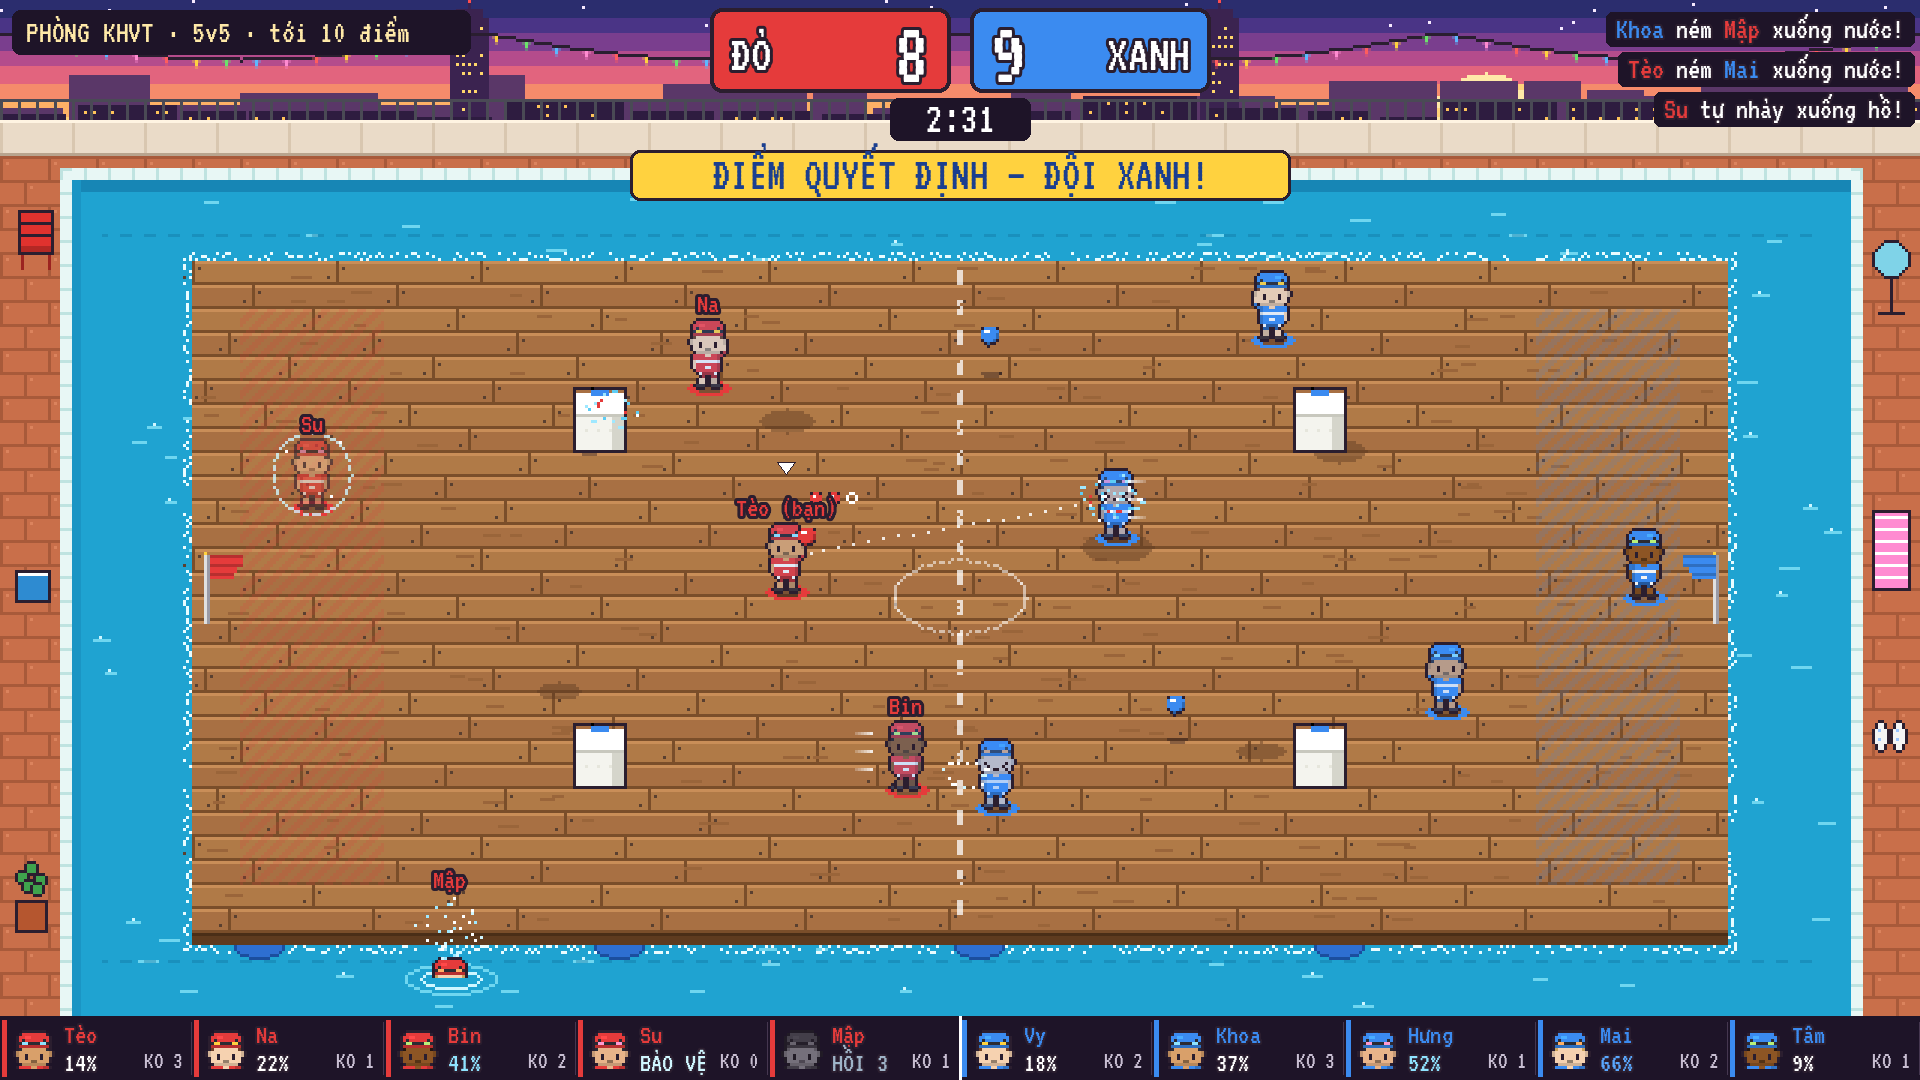 PHÒNG KHVT · 5v5 · tới 10 điểm
ĐỎ 8
9 XANH
2:31
Khoa ném Mập xuống nước!
Tèo ném Mai xuống nước!
Su tự nhảy xuống hồ!
ĐIỂM QUYẾT ĐỊNH – ĐỘI XANH!
Na
Su
Tèo (bạn)
Bin
Mập
Tèo
14% KO 3
Na
22% KO 1
Bin
41% KO 2
Su
BẢO VỆ KO 0
Mập
HỒI 3 KO 1
Vy
18% KO 2
Khoa
37% KO 3
Hưng
52% KO 1
Mai
66% KO 2
Tâm
9% KO 1